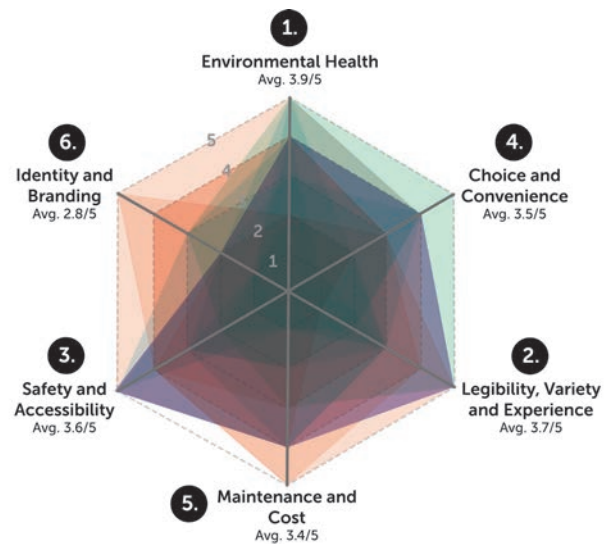 1.
Environmental Health
Avg. 3.9/5
6.
Identity and
Branding
Avg. 2.8/5
5
4
2
1
4.
Choice and
Convenience
Avg. 3.5/5
3.
Safety and
Accessibility
Avg. 3.6/5
2.
Legibility, Variety
and Experience
Avg. 3.7/5
5.
Maintenance and
Cost
Avg. 3.4/5